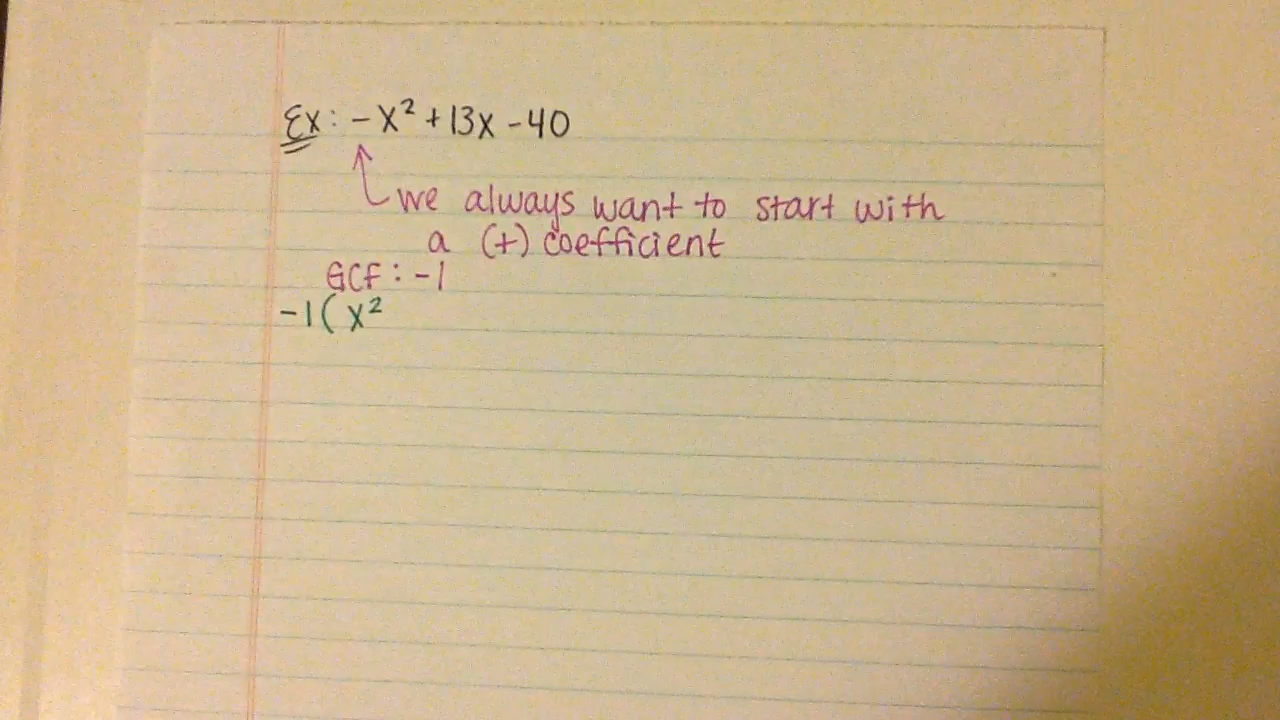 Ex: -x² + 13x - 40
we always want to start with
a (+) coefficient
GCF: -1
-1( x²